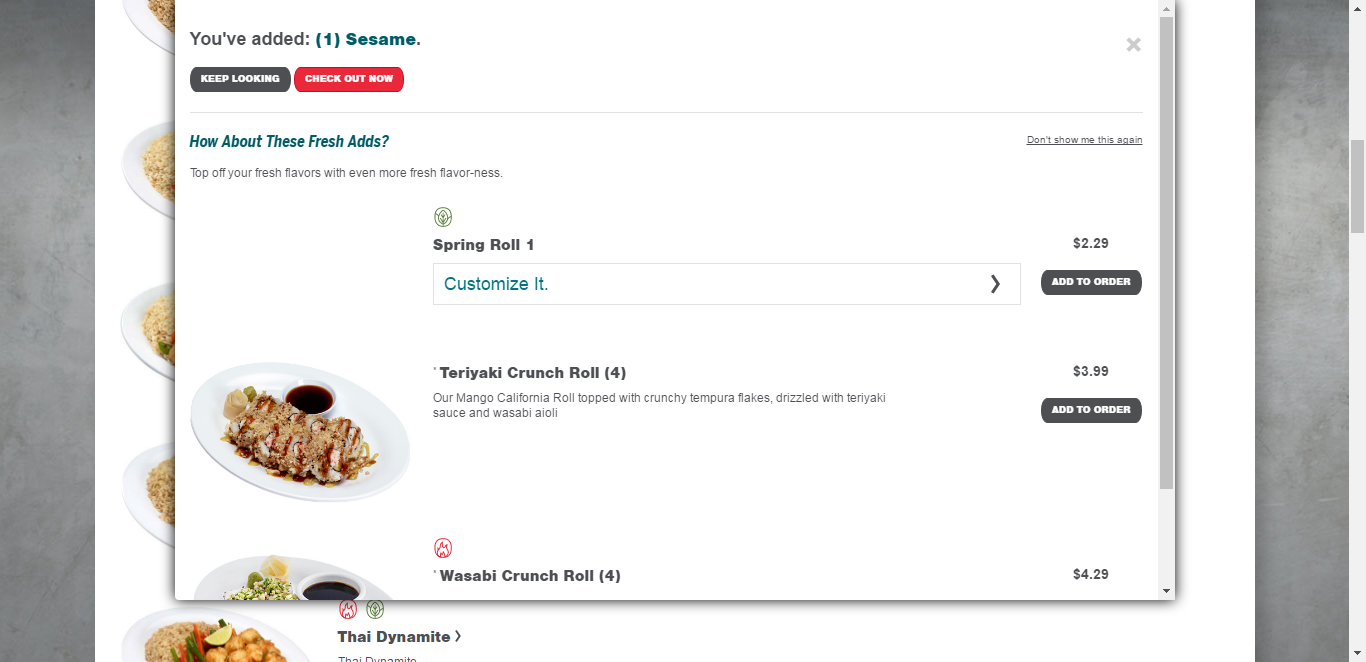 You've added: (1) Sesame.
KEEP LOOKING
CHECK OUT NOW
How About These Fresh Adds?
Don't show me this again
Top off your fresh flavors with even more fresh flavor-ness.
Spring Roll 1
$2.29
Customize It.
ADD TO ORDER
*Teriyaki Crunch Roll (4)
$3.99
Our Mango California Roll topped with crunchy tempura flakes, drizzled with teriyaki
sauce and wasabi aioli
ADD TO ORDER
*Wasabi Crunch Roll (4)
$4.29
Thai Dynamite
Thai Dynamite